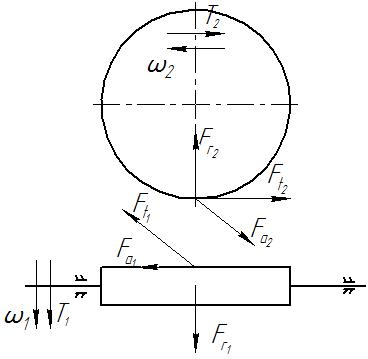 T₂
ω2
Fr₂
Ft₂
Ft₁
Fa₂
Fa₁
ω1 T₁
Fr₁